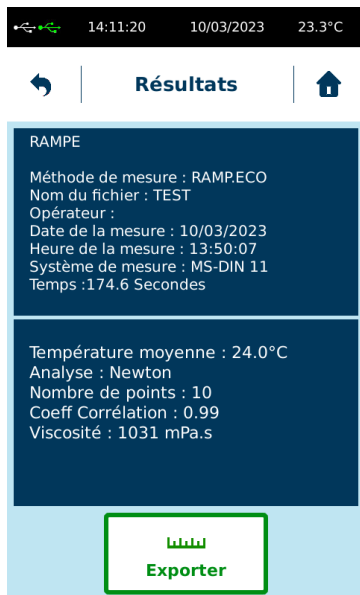 14:11:20 10/03/2023 23.3°C
Résultats
RAMPE
Méthode de mesure : RAMP.ECO
Nom du fichier : TEST
Opérateur :
Date de la mesure : 10/03/2023
Heure de la mesure : 13:50:07
Système de mesure : MS-DIN 11
Temps :174.6 Secondes
Température moyenne : 24.0°C
Analyse : Newton
Nombre de points : 10
Coeff Corrélation : 0.99
Viscosité : 1031 mPa.s
Exporter